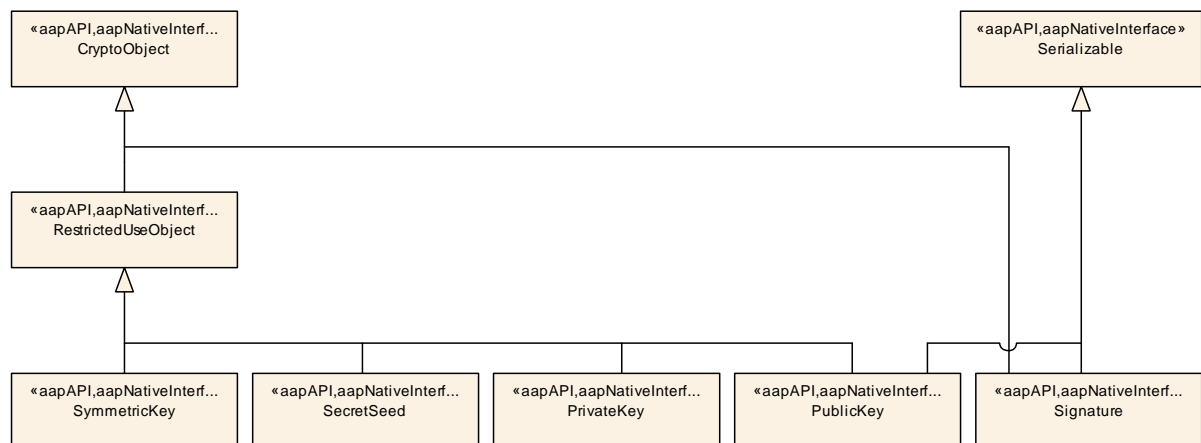 «aapAPI,aapNativeInterf...
CryptoObject
«aapAPI,aapNativeInterface»
Serializable
«aapAPI,aapNativeInterf...
RestrictedUseObject
«aapAPI,aapNativeInterf...
SymmetricKey
«aapAPI,aapNativeInterf...
SecretSeed
«aapAPI,aapNativeInterf...
PrivateKey
«aapAPI,aapNativeInterf...
PublicKey
«aapAPI,aapNativeInterf...
Signature